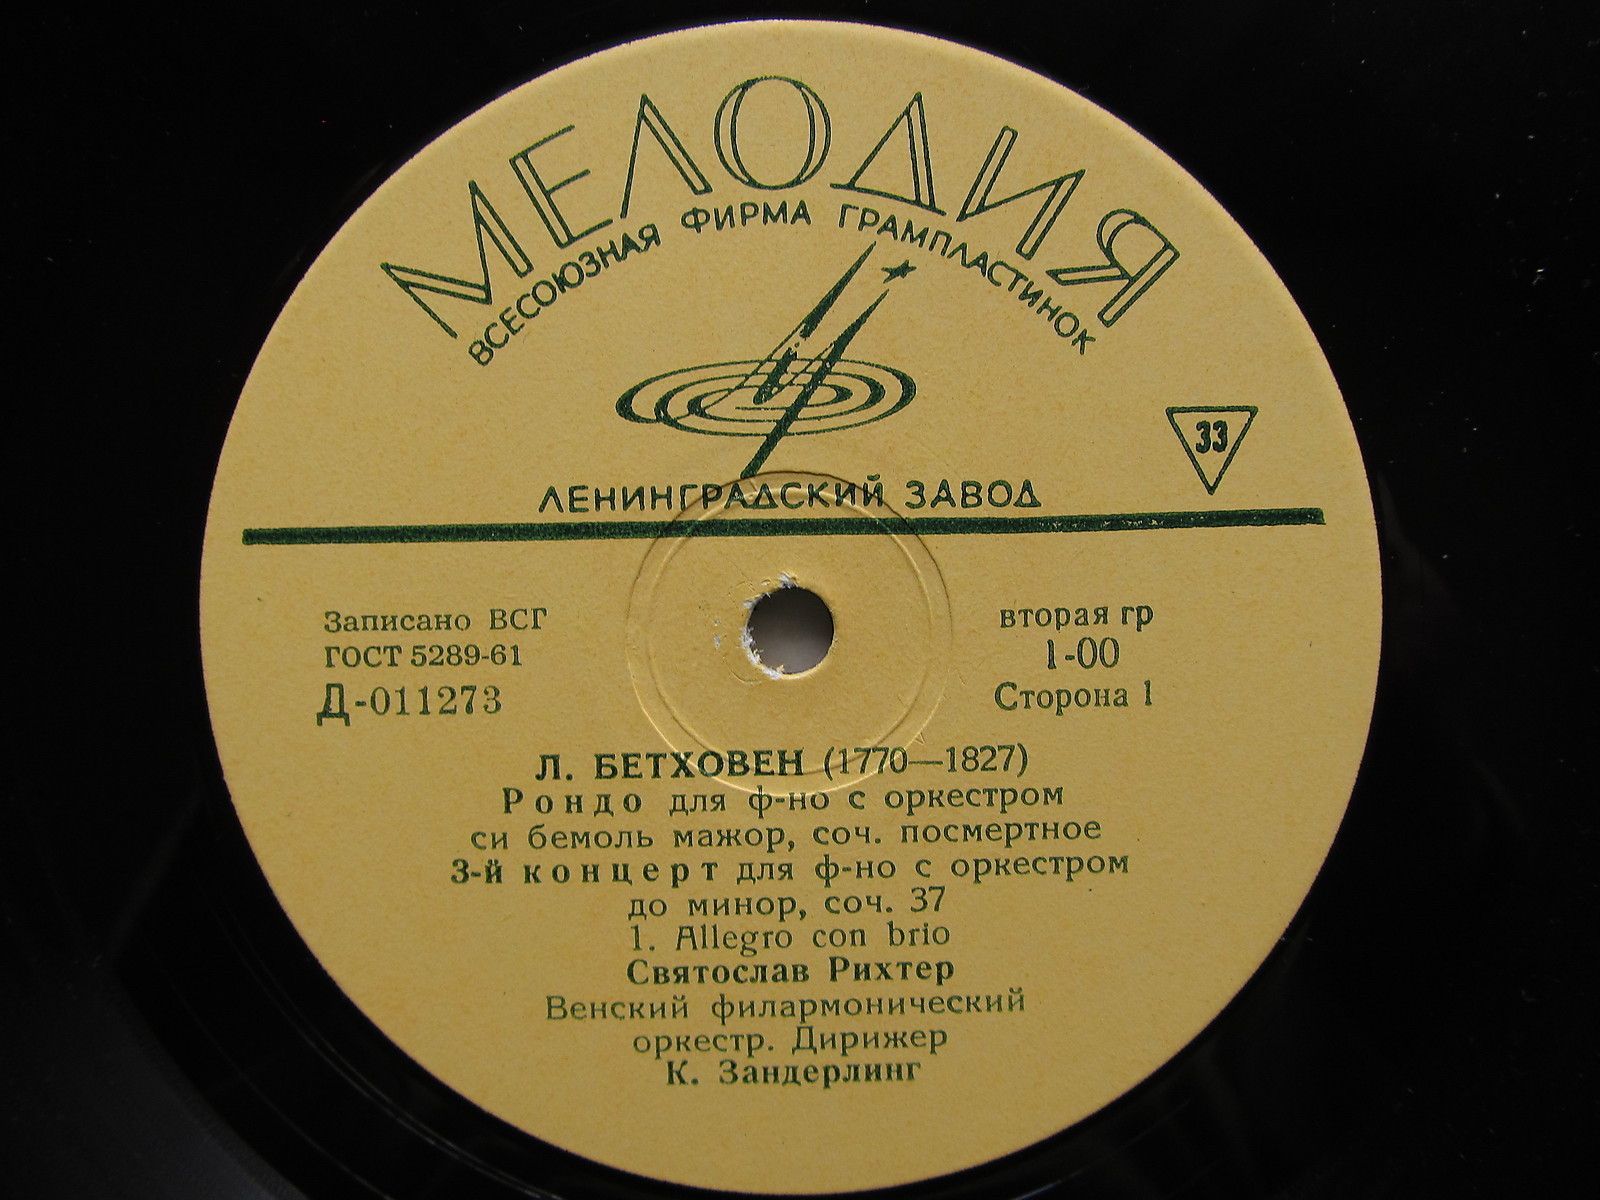 МЕЛОДИЯ
ВСЕСОЮЗНАЯ ФИРМА ГРАМПЛАСТИНОК
33
ЛЕНИНГРАДСКИЙ ЗАВОД
Записано ВСГ
ГОСТ 5289-61
Д-011273
вторая гр
1-00
Сторона 1
Л. БЕТХОВЕН (1770—1827)
Рондо для ф-но с оркестром
си бемоль мажор, соч. посмертное
3-й концерт для ф-но с оркестром
до минор, соч. 37
1. Allegro con brio
Святослав Рихтер
Венский филармонический
оркестр. Дирижер
К. Зандерлинг